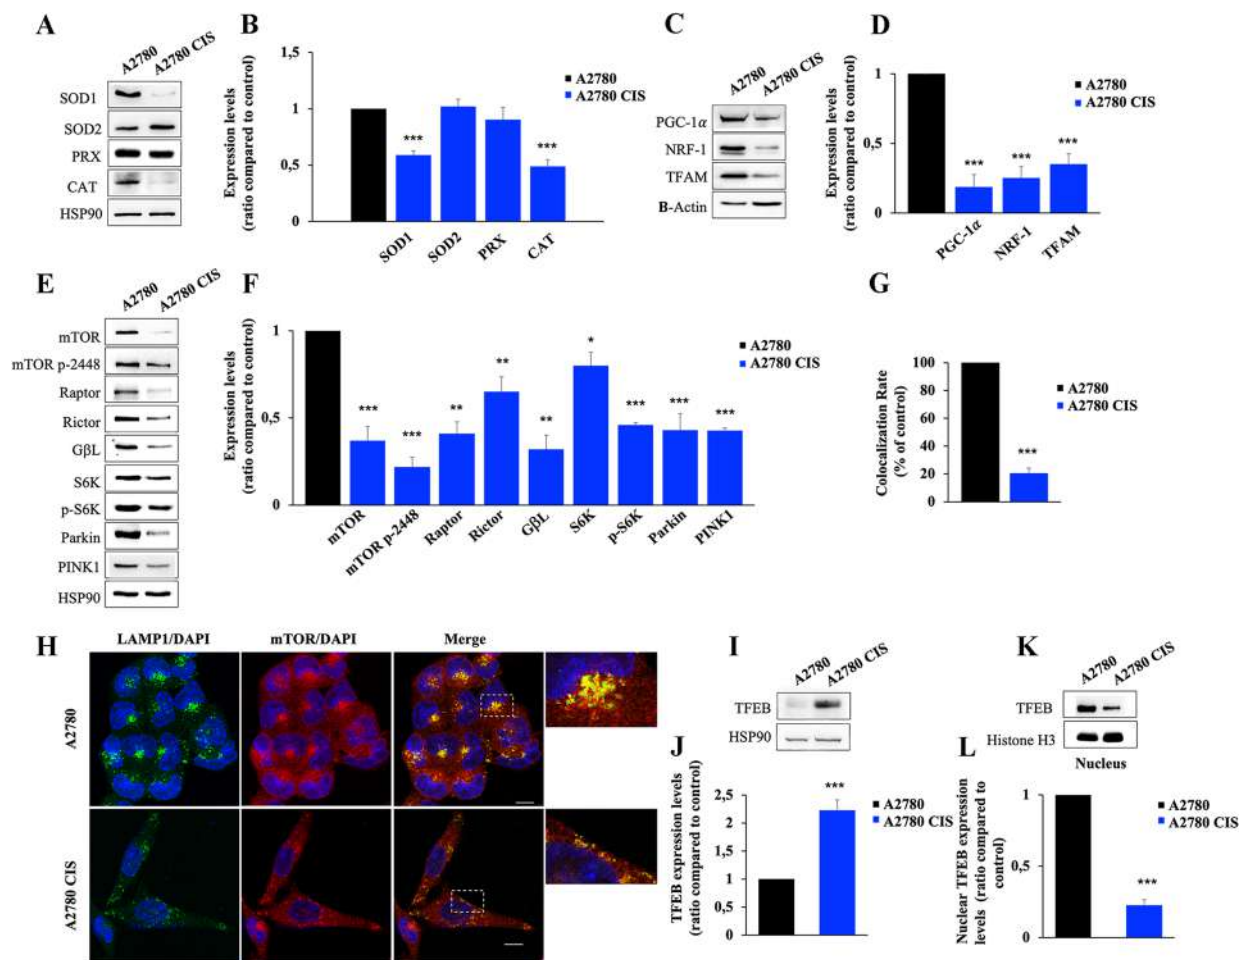 A
A2780
A2780 CIS
SOD1
SOD2
PRX
CAT
HSP90
B
Expression levels
(ratio compared to control)
1,5
1
0,5
0
***
***
A2780
A2780 CIS
SOD1
SOD2
PRX
CAT
C
A2780
A2780 CIS
PGC-1α
NRF-1
TFAM
B-Actin
D
Expression levels
(ratio compared to control)
1
0,5
0
***
***
***
A2780
A2780 CIS
PGC-1α
NRF-1
TFAM
E
A2780
A2780 CIS
mTOR
mTOR p-2448
Raptor
Rictor
GβL
S6K
p-S6K
Parkin
PINK1
HSP90
F
Expression levels
(ratio compared to control)
1
0,5
0
***
***
**
**
**
*
***
***
***
A2780
A2780 CIS
mTOR
mTOR p-2448
Raptor
Rictor
GβL
S6K
p-S6K
Parkin
PINK1
G
Colocalization Rate
(% of control)
100
80
60
40
20
0
***
A2780
A2780 CIS
H
LAMP1/DAPI
mTOR/DAPI
Merge
A2780
A2780 CIS
I
A2780
A2780 CIS
TFEB
HSP90
J
TFEB expression levels
(ratio compared to control)
2,5
2
1,5
1
0,5
0
***
A2780
A2780 CIS
K
A2780
A2780 CIS
TFEB
Histone H3
Nucleus
L
Nuclear TFEB expression
levels (ratio compared to
control)
1
0,5
0
***
A2780
A2780 CIS